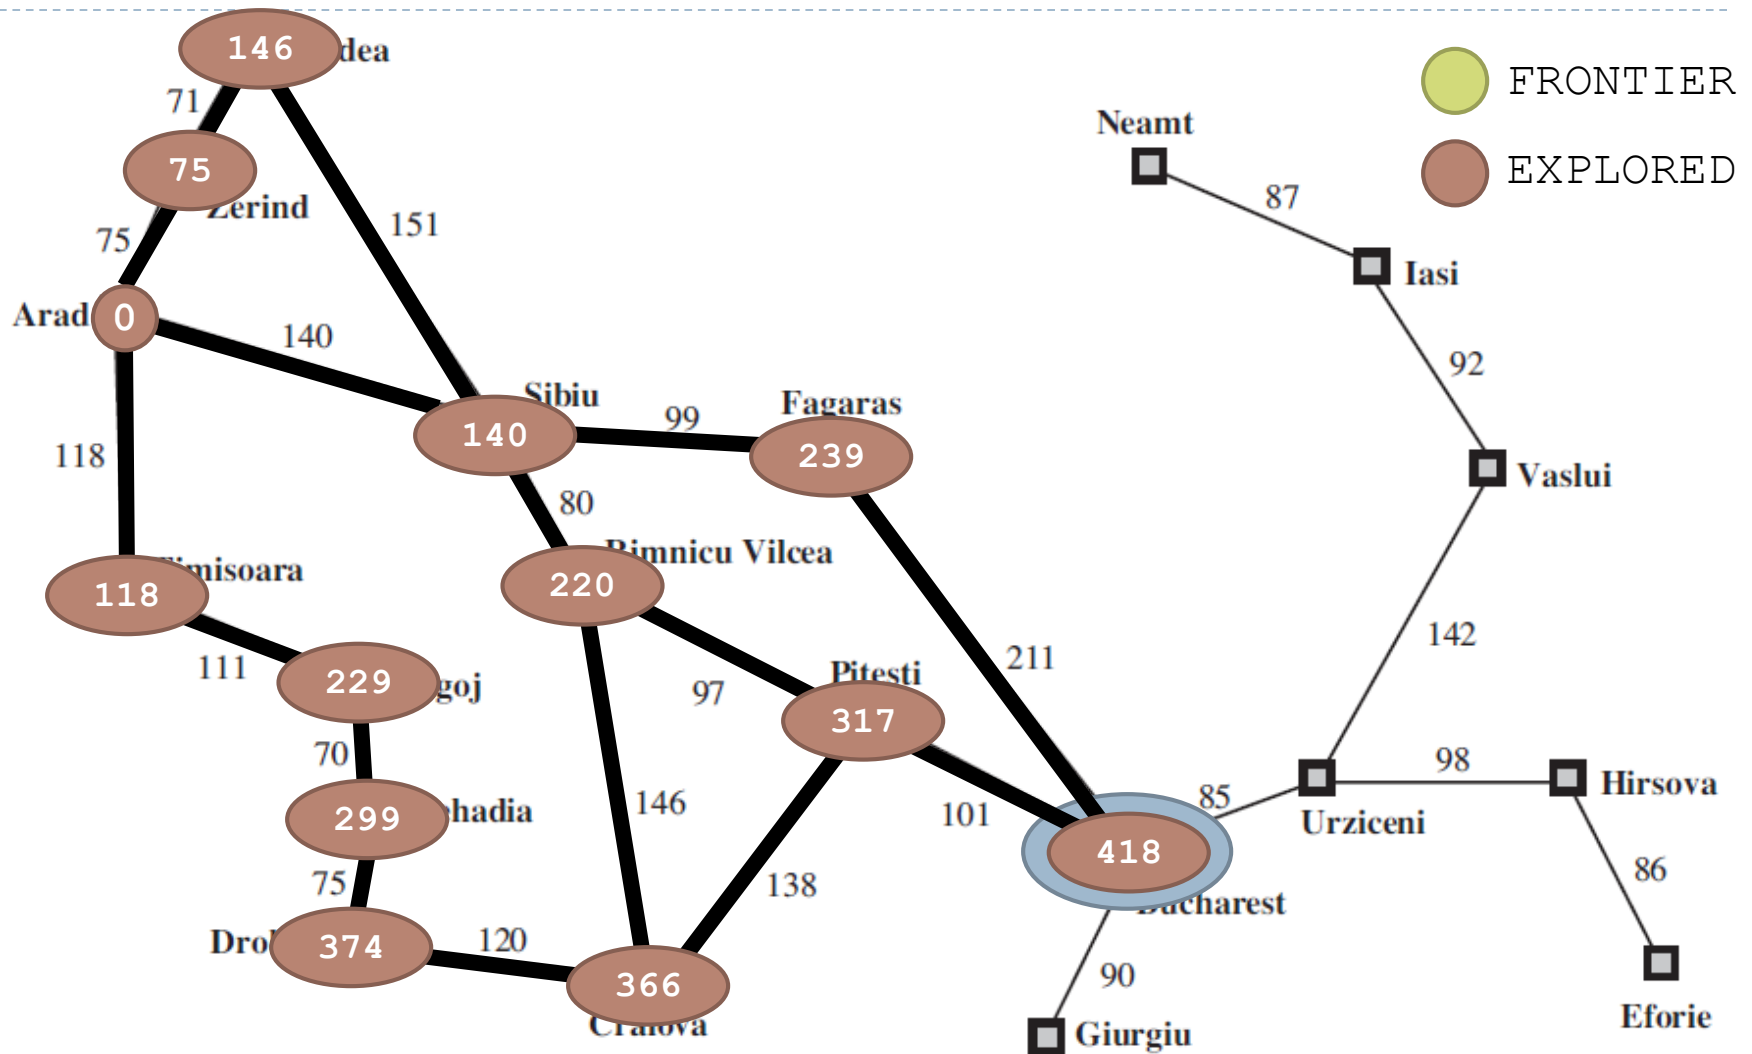 146
dea
FRONTIER
71
Neamt
75
EXPLORED
87
Zerind
151
75
Iasi
Arad
0
140
92
Sibiu
Fagaras
99
140
239
118
Vaslui
80
Rimnicu Vilcea
imisoara
220
118
142
211
111
Pitesti
229
goj
97
317
70
98
Hirsova
85
146
101
299
hadia
Urziceni
418
86
75
138
Bucharest
Dro
374
120
90
366
Craiova
Eforie
Giurgiu